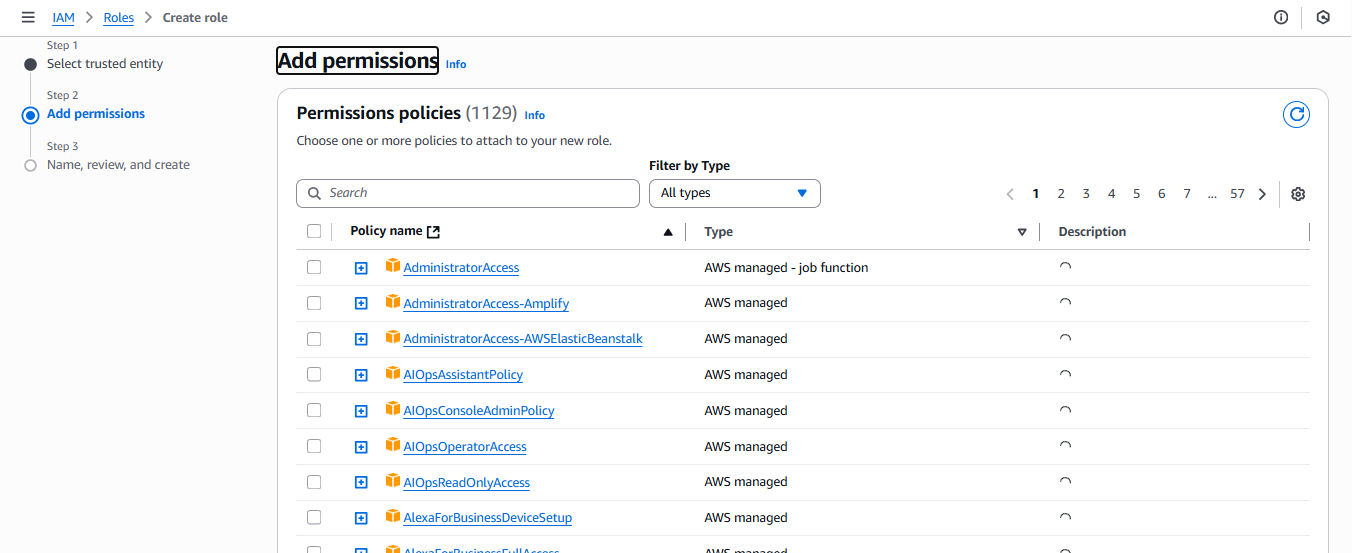 IAM > Roles > Create role
Step 1
Select trusted entity
Step 2
Add permissions
Step 3
Name, review, and create
Add permissions Info
Permissions policies (1129) Info
Choose one or more policies to attach to your new role.
Filter by Type
Search
All types
1 2 3 4 5 6 7 ... 57
Policy name Type Description
AdministratorAccess AWS managed - job function
AdministratorAccess-Amplify AWS managed
AdministratorAccess-AWSElasticBeanstalk AWS managed
AIOpsAssistantPolicy AWS managed
AIOpsConsoleAdminPolicy AWS managed
AIOpsOperatorAccess AWS managed
AIOpsReadOnlyAccess AWS managed
AlexaForBusinessDeviceSetup AWS managed
AlexaForBusinessFullAccess AWS managed